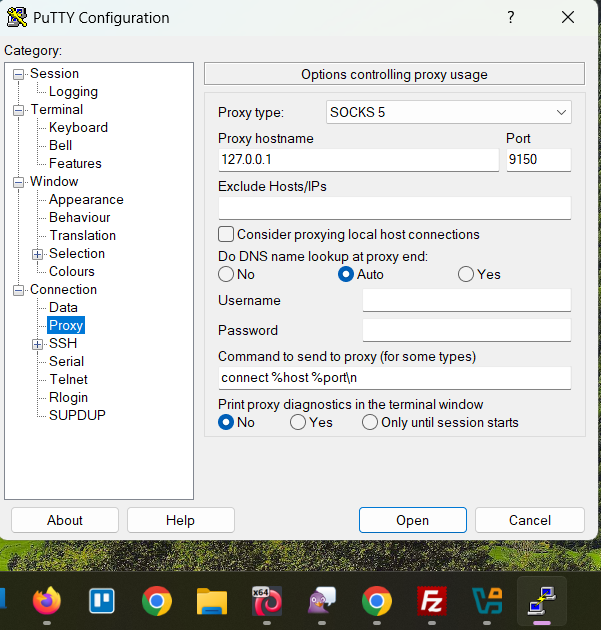 PuTTY Configuration
?
Category:
Session
Logging
Terminal
Keyboard
Bell
Features
Window
Appearance
Behaviour
Translation
Selection
Colours
Connection
Data
Proxy
SSH
Serial
Telnet
Rlogin
SUPDUP
Options controlling proxy usage
Proxy type: SOCKS 5
Proxy hostname Port
127.0.0.1 9150
Exclude Hosts/IPs
Consider proxying local host connections
Do DNS name lookup at proxy end:
No Auto Yes
Username
Password
Command to send to proxy (for some types)
connect %host %port\n
Print proxy diagnostics in the terminal window
No Yes Only until session starts
About Help Open Cancel
x64
FZ